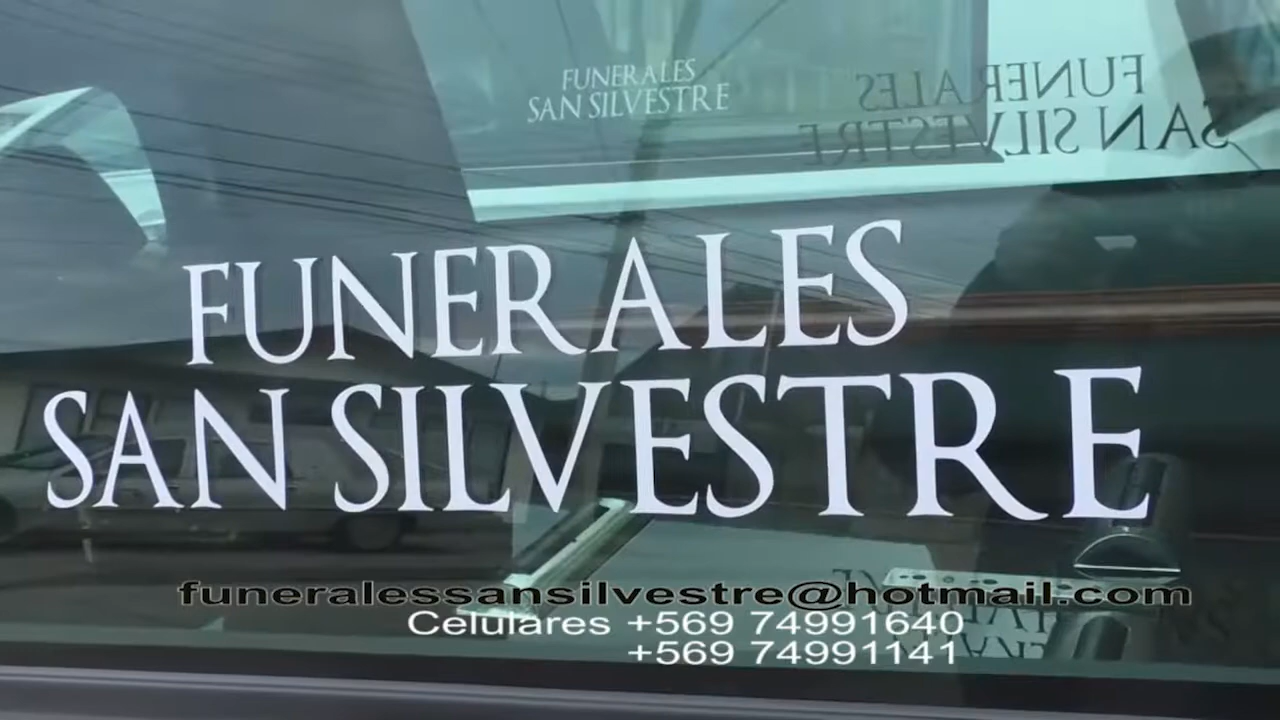 FUNERALES
SAN SILVESTRE
FUNERALES
SAN SILVESTRE
FUNERALES
SAN SILVESTRE
funeralessansilvestre@hotmail.com
Celulares +569 74991640
+569 74991141